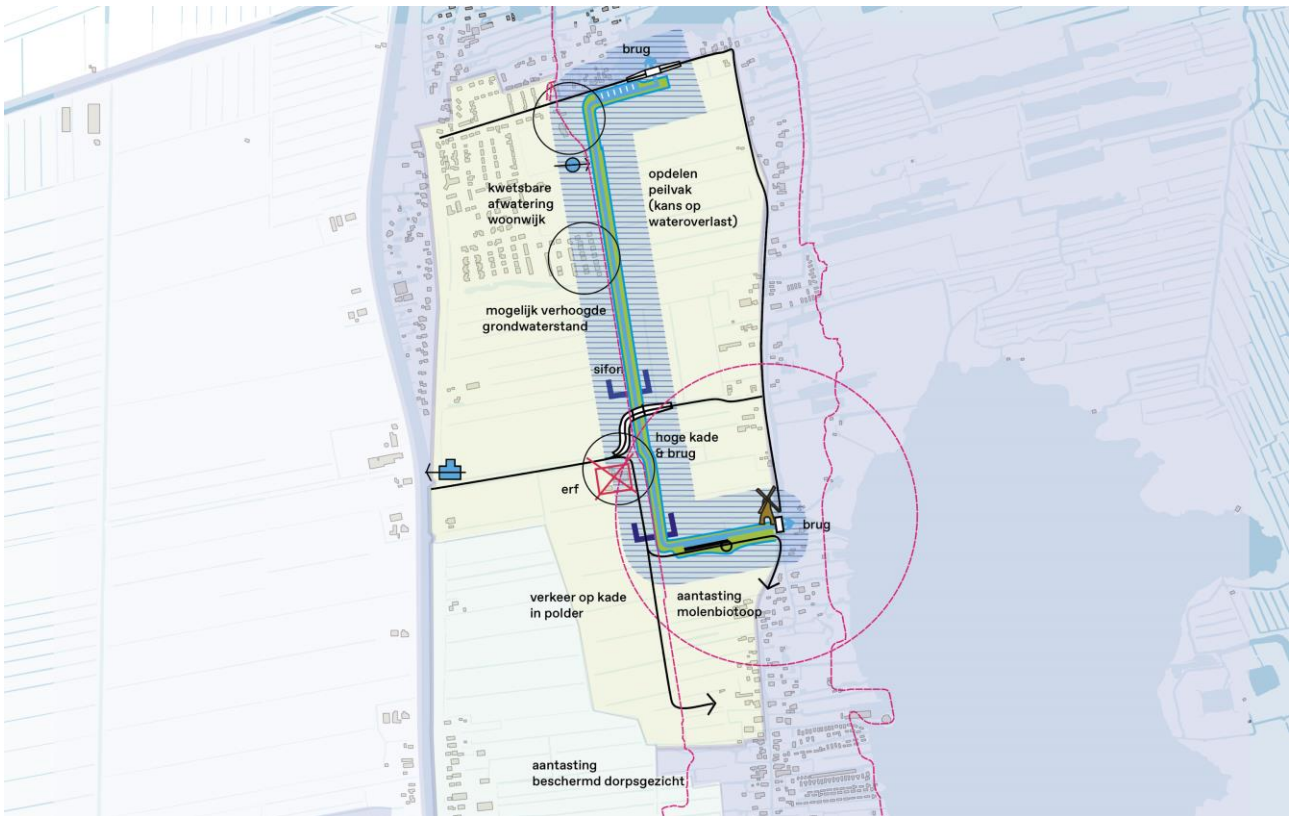 brug
kwetsbare
afwatering
woonwijk
opdelen
peilvak
(kans op
wateroverlast)
mogelijk verhoogde
grondwaterstand
sifon
hoge kade
& brug
erf
brug
verkeer op kade
in polder
aantasting
molenbiotoop
aantasting
beschermd dorpsgezicht